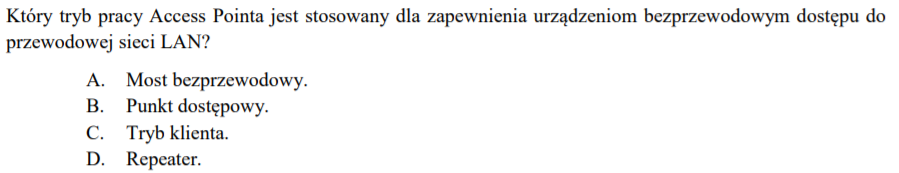 Który tryb pracy Access Pointa jest stosowany dla zapewnienia urządzeniom bezprzewodowym dostępu do
przewodowej sieci LAN?
A. Most bezprzewodowy.
B. Punkt dostępowy.
C. Tryb klienta.
D. Repeater.